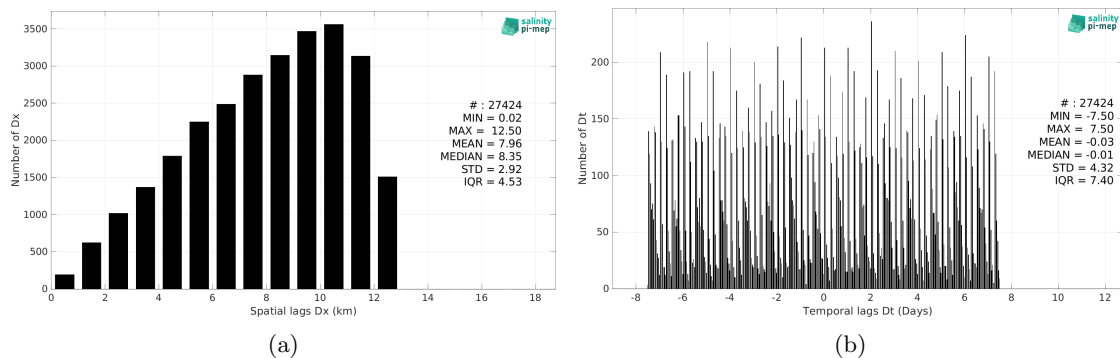 salinity
pi-mep
3500
3000
2500
2000
1500
1000
500
0
Number of Dx
# : 27424
MIN = 0.02
MAX = 12.50
MEAN = 7.96
MEDIAN = 8.35
STD = 2.92
IQR = 4.53
0 2 4 6 8 10 12 14 16 18
Spatial lags Dx (km)
(a)
salinity
pi-mep
200
150
100
50
0
Number of Dt
# : 27424
MIN = -7.50
MAX = 7.50
MEAN = -0.03
MEDIAN = -0.01
STD = 4.32
IQR = 7.40
-8 -6 -4 -2 0 2 4 6 8 10 12
Temporal lags Dt (Days)
(b)